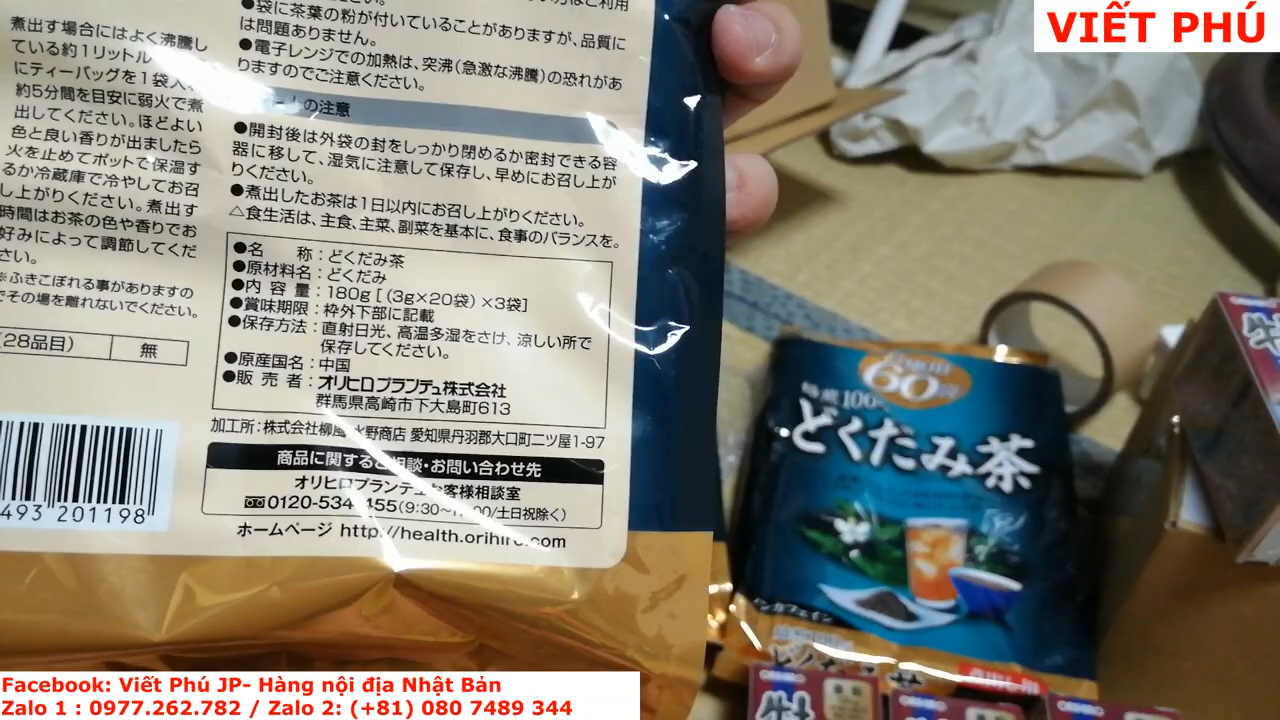 VIẾT PHÚ
●袋に茶葉の粉が付いていることがありますが、品質に
は問題ありません。
●電子レンジでの加熱は、突沸(急激な沸騰)の恐れがあ
りますのでご注意ください。
の注意
●開封後は外袋の封をしっかり閉めるか密封できる容
器に移して、湿気に注意して保存し、早めにお召し上が
りください。
●煮出したお茶は1日以内にお召し上がりください。
△食生活は、主食、主菜、副菜を基本に、食事のバランスを。
●名 称:どくだみ茶
●原材料名:どくだみ
●内 容 量:180g [ (3g×20袋) ×3袋]
●賞味期限:枠外下部に記載
●保存方法:直射日光、高温多湿をさけ、涼しい所で
保存してください。
●原産国名:中国
●販 売 者:オリヒロプランデュ株式会社
群馬県高崎市下大島町613
加工所:株式会社柳屋 水野商店 愛知県丹羽郡大口町二ツ屋1-97
商品に関するご相談・お問い合わせ先
オリヒロプランデュお客様相談室
0120-534-455(9:30~ :00/土日祝除く)
ホームページ http://health.orihiro.com
煮出す場合にはよく沸騰し
ている約1リットル
にティーバッグを1袋入
約5分間を目安に弱火で煮
出してください。ほどよい
色と良い香りが出ましたら
火を止めてポットで保温す
るか冷蔵庫で冷やしてお召
し上がりください。煮出す
時間はお茶の色や香りでお
好みによって調節してくだ
さい。
※ふきこぼれる事がありますの
でその場を離れないでください。
(28品目) 無
493 201198
60
100
どくだみ茶
ノンカフェイン
Facebook: Viết Phú JP- Hàng nội địa Nhật Bản
Zalo 1 : 0977.262.782 / Zalo 2: (+81) 080 7489 344